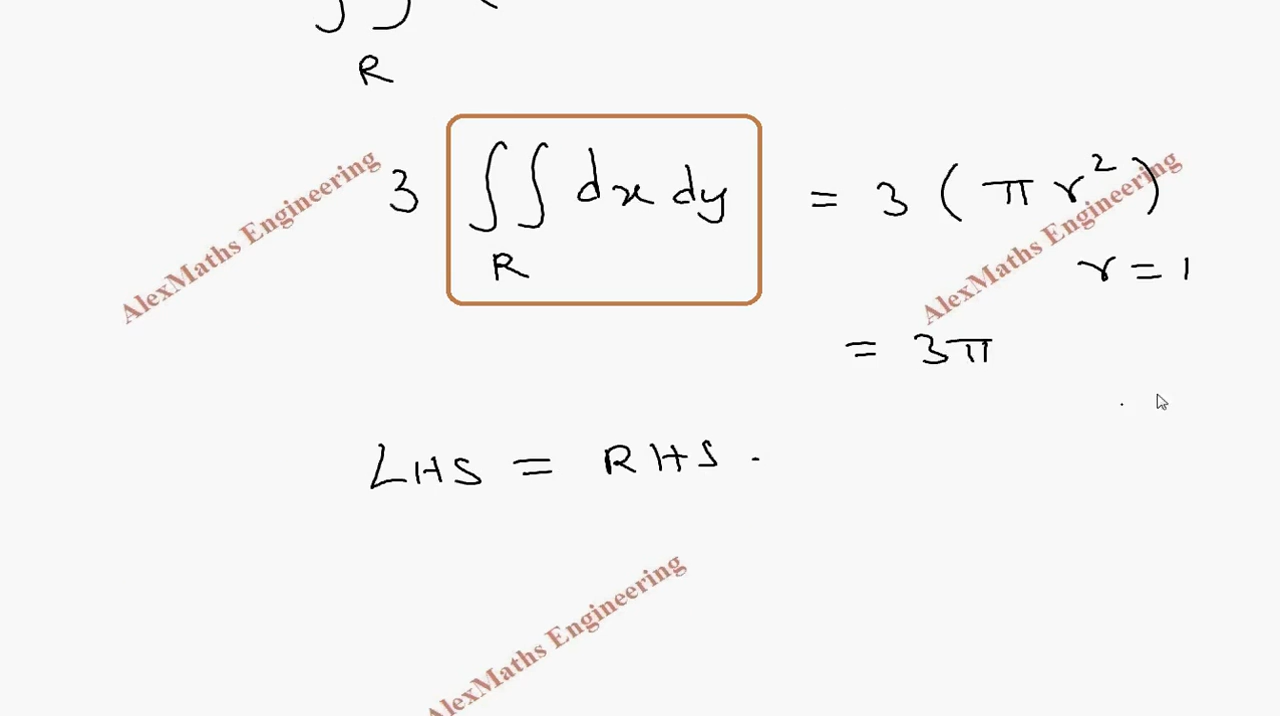 ∬
R
3 ∬ dx dy = 3 ( π r² )
R
r = 1
= 3π
LHS = RHS .
AlexMaths Engineering
AlexMaths Engineering
AlexMaths Engineering